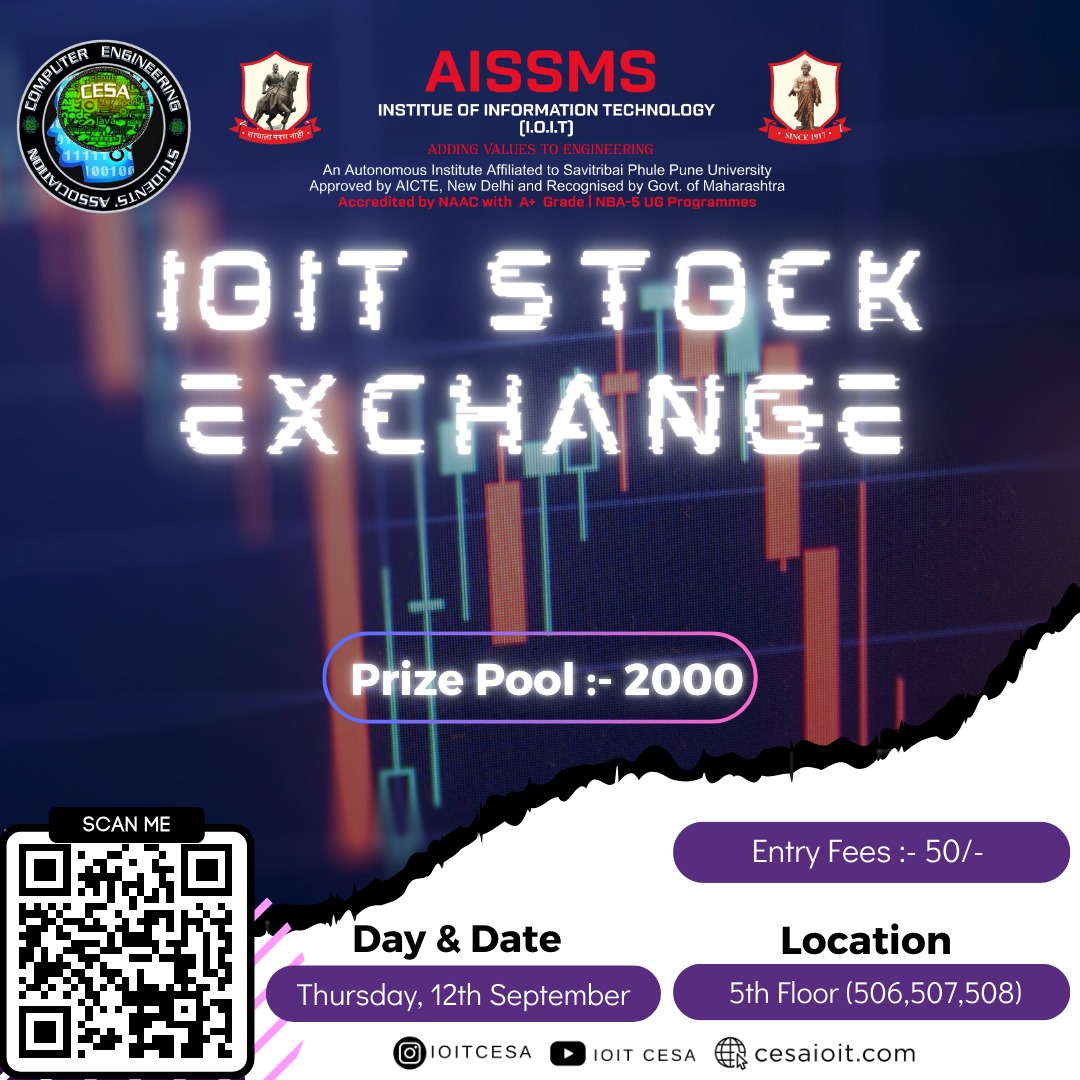 COMPUTER ENGINEERING
STUDENTS' ASSOCIATION
CESA
सत्याला मरण नाही
AISSMS
INSTITUE OF INFORMATION TECHNOLOGY
(I.O.I.T)
ADDING VALUES TO ENGINEERING
SINCE 1917
An Autonomous Institute Affiliated to Savitribai Phule Pune University
Approved by AICTE, New Delhi and Recognised by Govt. of Maharashtra
Accredited by NAAC with A+ Grade | NBA-5 UG Programmes
IOIT STOCK
EXCHANGE
Prize Pool :- 2000
SCAN ME
Entry Fees :- 50/-
Day & Date
Thursday, 12th September
Location
5th Floor (506,507,508)
IOITCESA
IOIT CESA
cesaioit.com